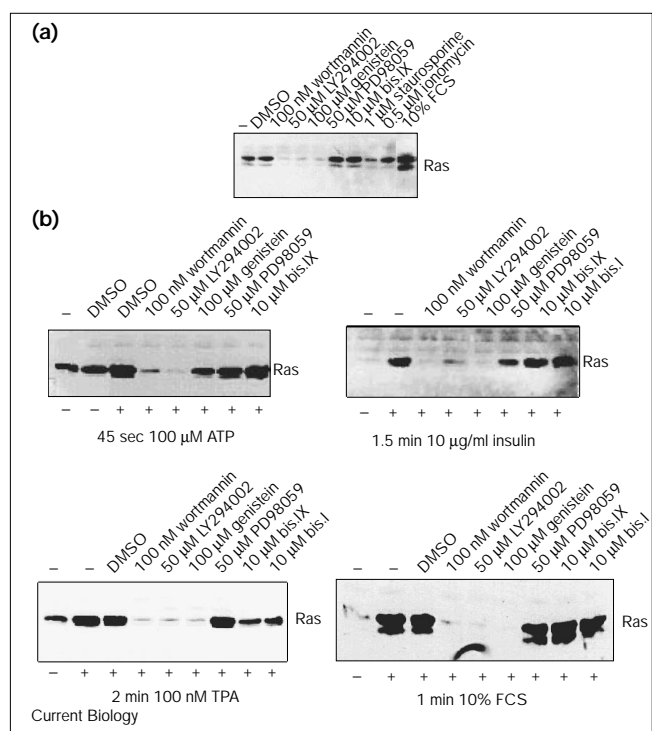 (a)
–
DMSO
100 nM wortmannin
50 µM LY294002
100 µM genistein
50 µM PD98059
10 µM bis.IX
1 µM staurosporine
0.5 µM ionomycin
10% FCS
Ras
(b)
–
DMSO
DMSO
100 nM wortmannin
50 µM LY294002
100 µM genistein
50 µM PD98059
10 µM bis.IX
Ras
– – + + + + + +
45 sec 100 µM ATP
–
–
100 nM wortmannin
50 µM LY294002
100 µM genistein
50 µM PD98059
10 µM bis.IX
10 µM bis.I
Ras
– + + + + + + +
1.5 min 10 µg/ml insulin
–
–
DMSO
100 nM wortmannin
50 µM LY294002
100 µM genistein
50 µM PD98059
10 µM bis.IX
10 µM bis.I
Ras
– + + + + + + + +
2 min 100 nM TPA
–
–
DMSO
100 nM wortmannin
50 µM LY294002
100 µM genistein
50 µM PD98059
10 µM bis.IX
10 µM bis.I
Ras
– + + + + + + + +
1 min 10% FCS
Current Biology